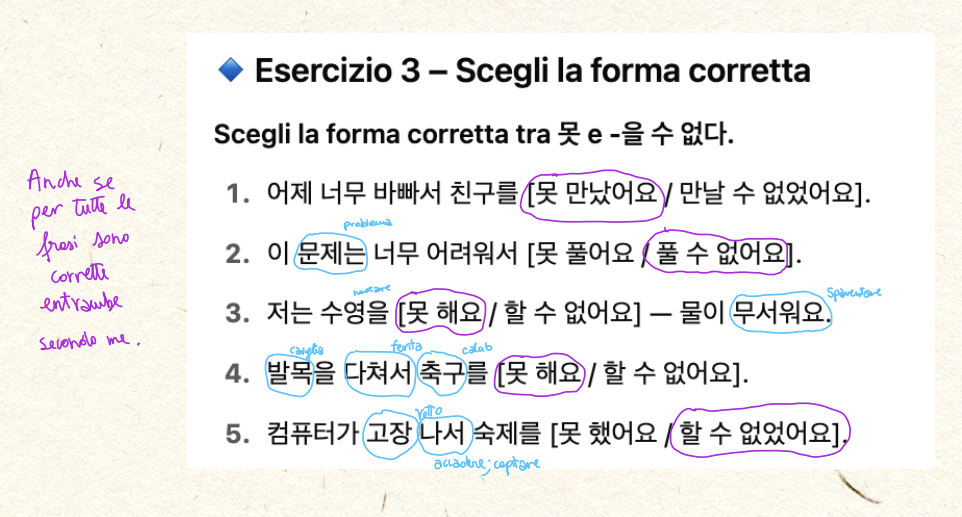 Esercizio 3 – Scegli la forma corretta
Scegli la forma corretta tra 못 e -을 수 없다.
Anche se
per tutte le
frasi sono
corrette
entrambe
secondo me.
1. 어제 너무 바빠서 친구를 [못 만났어요 / 만날 수 없었어요].
problema
2. 이 문제는 너무 어려워서 [못 풀어요 / 풀 수 없어요].
nuotare
Spaventare
3. 저는 수영을 [못 해요 / 할 수 없어요] — 물이 무서워요.
caviglia
ferita
4. 발목을 다쳐서 축구를 [못 해요 / 할 수 없어요].
rotto
5. 컴퓨터가 고장 나서 숙제를 [못 했어요 / 할 수 없었어요].
accadere; capitare